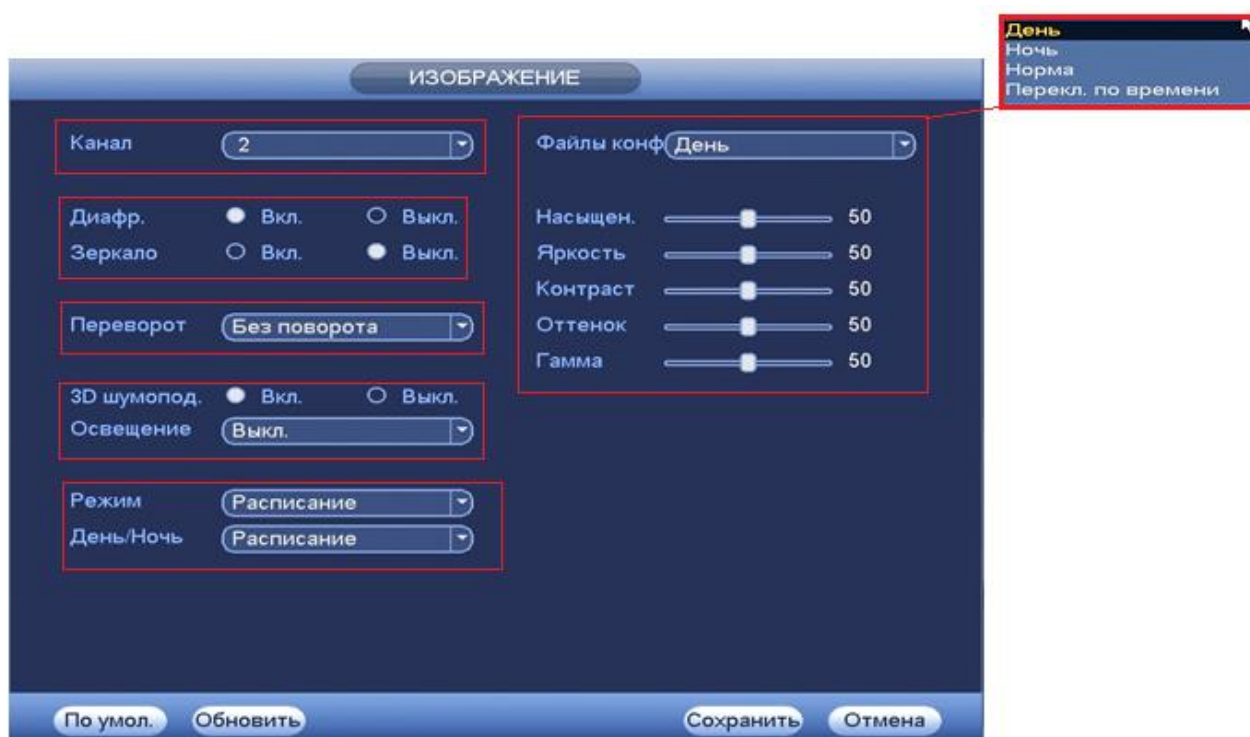 День
Ночь
Норма
Перекл. по времени
ИЗОБРАЖЕНИЕ
Канал 2
Диафр. Вкл. Выкл.
Зеркало Вкл. Выкл.
Переворот Без поворота
3D шумопод. Вкл. Выкл.
Освещение Выкл.
Режим Расписание
День/Ночь Расписание
Файлы конф День
Насыщен. 50
Яркость 50
Контраст 50
Оттенок 50
Гамма 50
По умол. Обновить Сохранить Отмена